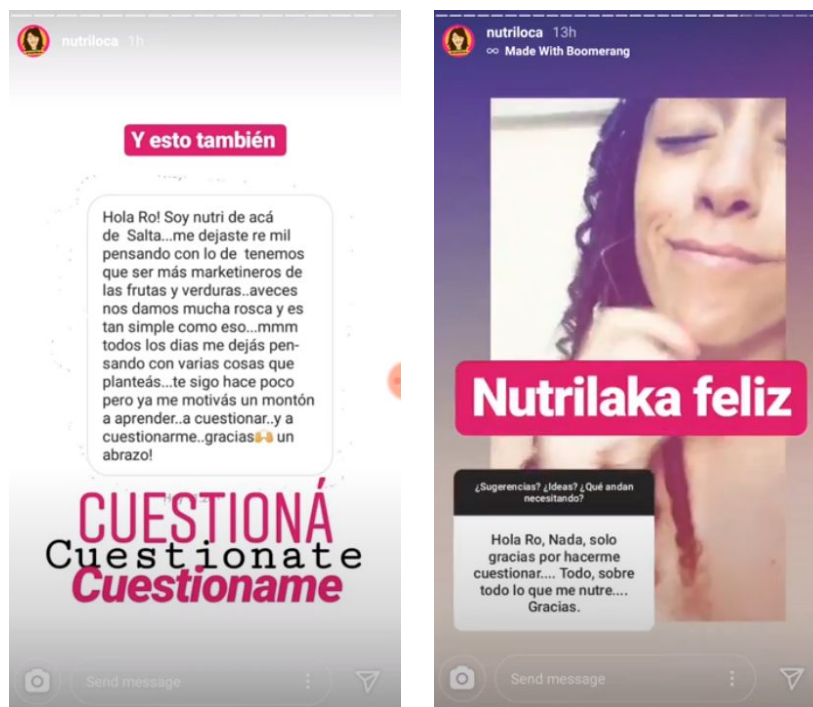 nutriloca 1h
Y esto también
Hola Ro! Soy nutri de acá
de Salta...me dejaste re mil
pensando con lo de tenemos
que ser más marketineros de
las frutas y verduras..aveces
nos damos mucha rosca y es
tan simple como eso...mmm
todos los dias me dejás pen-
sando con varias cosas que
planteás...te sigo hace poco
pero ya me motivás un montón
a aprender..a cuestionar..y a
cuestionarme..gracias🙌 un
abrazo!
CUESTIONÁ
Cuestionate
Cuestioname
Send message
nutriloca 13h
∞ Made With Boomerang
Nutrilaka feliz
¿Sugerencias? ¿Ideas? ¿Qué andan
necesitando?
Hola Ro, Nada, solo
gracias por hacerme
cuestionar.... Todo, sobre
todo lo que me nutre....
Gracias.
Send message